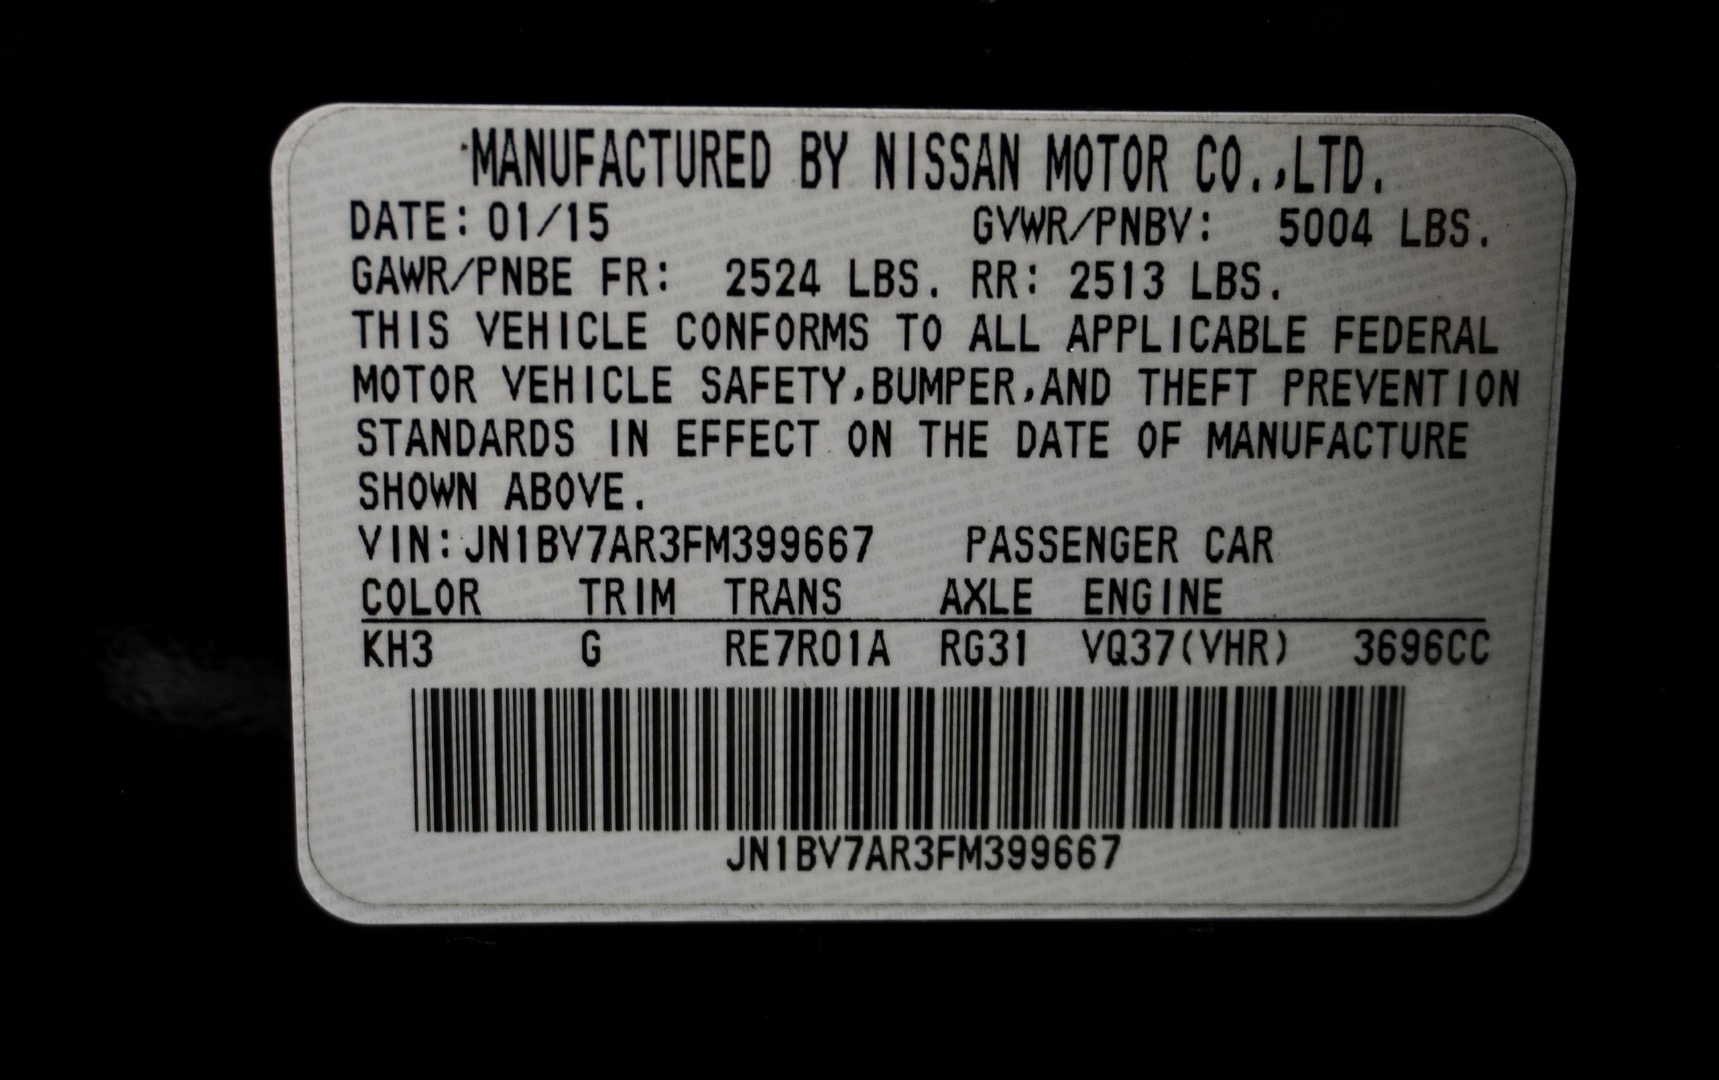 MANUFACTURED BY NISSAN MOTOR CO.,LTD.
DATE: 01/15 GVWR/PNBV: 5004 LBS.
GAWR/PNBE FR: 2524 LBS. RR: 2513 LBS.
THIS VEHICLE CONFORMS TO ALL APPLICABLE FEDERAL
MOTOR VEHICLE SAFETY,BUMPER,AND THEFT PREVENTION
STANDARDS IN EFFECT ON THE DATE OF MANUFACTURE
SHOWN ABOVE.
VIN:JN1BV7AR3FM399667 PASSENGER CAR
COLOR TRIM TRANS AXLE ENGINE
KH3 G RE7R01A RG31 VQ37(VHR) 3696CC
JN1BV7AR3FM399667